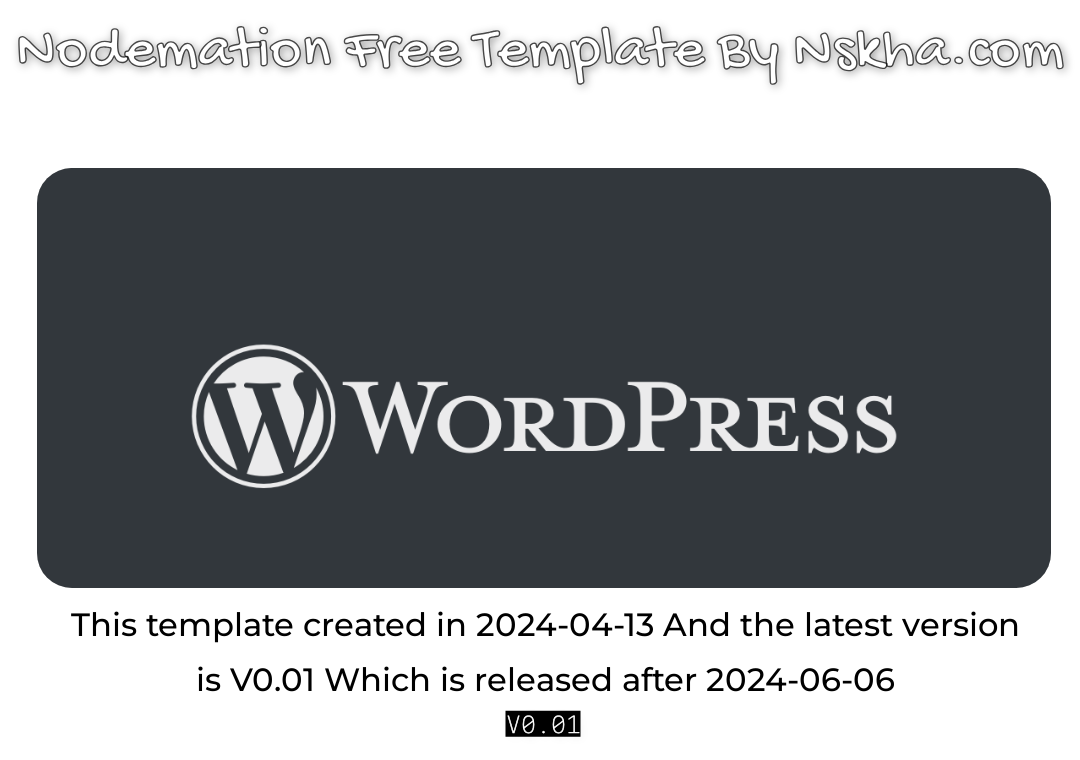 Nodemation Free Template By Nskha.com
WORDPRESS
This template created in 2024-04-13 And the latest version
is V0.01 Which is released after 2024-06-06
V0.01